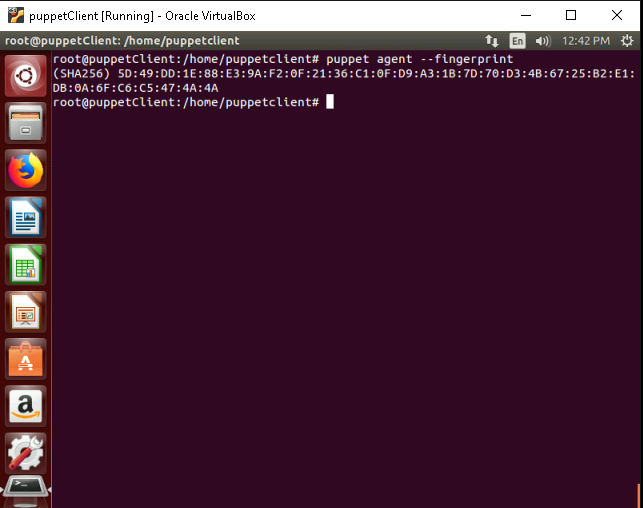 puppetClient [Running] - Oracle VirtualBox
root@puppetClient: /home/puppetclient En 12:42 PM
root@puppetClient:/home/puppetclient# puppet agent --fingerprint
(SHA256) 5D:49:DD:1E:88:E3:9A:F2:0F:21:36:C1:0F:D9:A3:1B:7D:70:D3:4B:67:25:B2:E1:
DB:0A:6F:C6:C5:47:4A:4A
root@puppetClient:/home/puppetclient#